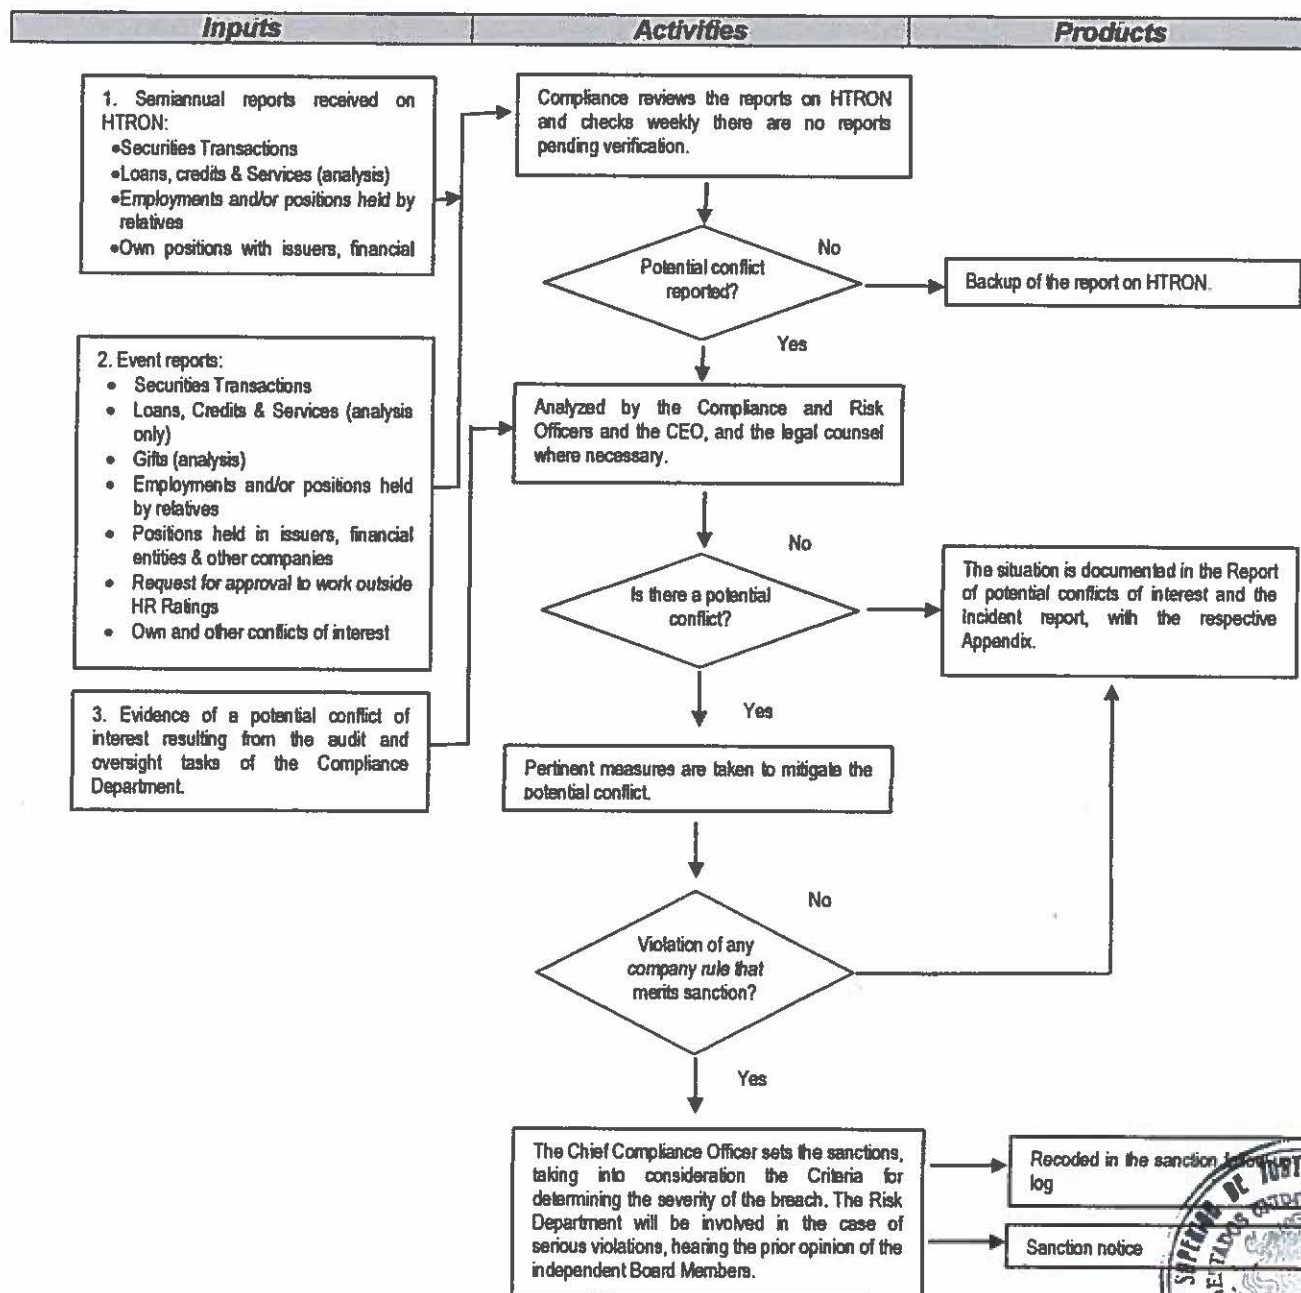 Inputs
Activities
Products
1. Semiannual reports received on
HTRON:
•Securities Transactions
•Loans, credits & Services (analysis)
•Employments and/or positions held by
relatives
•Own positions with issuers, financial
2. Event reports:
• Securities Transactions
• Loans, Credits & Services (analysis
only)
• Gifts (analysis)
• Employments and/or positions held
by relatives
• Positions held in issuers, financial
entities & other companies
• Request for approval to work outside
HR Ratings
• Own and other conflicts of interest
3. Evidence of a potential conflict of
interest resulting from the audit and
oversight tasks of the Compliance
Department.
Compliance reviews the reports on HTRON
and checks weekly there are no reports
pending verification.
Potential conflict
reported?
No
Backup of the report on HTRON.
Yes
Analyzed by the Compliance and Risk
Officers and the CEO, and the legal counsel
where necessary.
No
Is there a potential
conflict?
The situation is documented in the Report
of potential conflicts of interest and the
Incident report, with the respective
Appendix.
Yes
Pertinent measures are taken to mitigate the
potential conflict.
No
Violation of any
company rule that
merits sanction?
Yes
The Chief Compliance Officer sets the sanctions,
taking into consideration the Criteria for
determining the severity of the breach. The Risk
Department will be involved in the case of
serious violations, hearing the prior opinion of the
independent Board Members.
Recoded in the sanction
log
Sanction notice
SUPERIOR DE